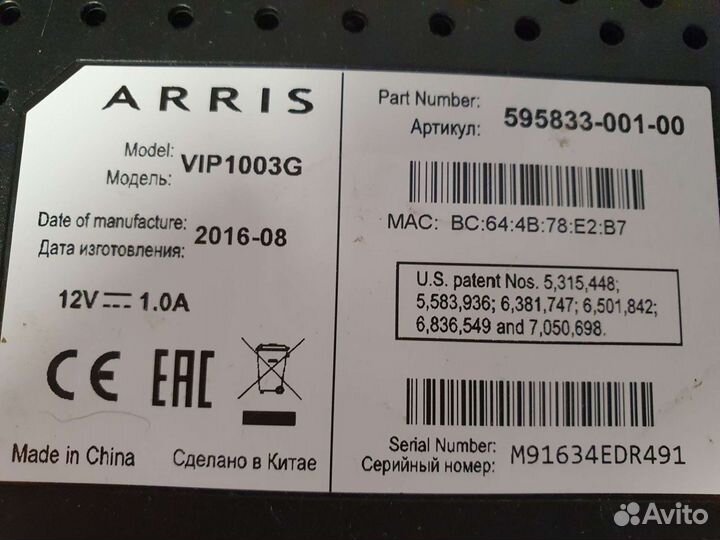 ARRIS
Model:
Модель:
VIP1003G
Date of manufacture:
Дата изготовления:
2016-08
12V 1.0A
CE EAC
Made in China
Сделано в Китае
Part Number:
Артикул:
595833-001-00
MAC: BC:64:4B:78:E2:B7
U.S. patent Nos. 5,315,448;
5,583,936; 6,381,747; 6,501,842;
6,836,549 and 7,050,698.
Serial Number:
Серийный номер:
M91634EDR491
Avito